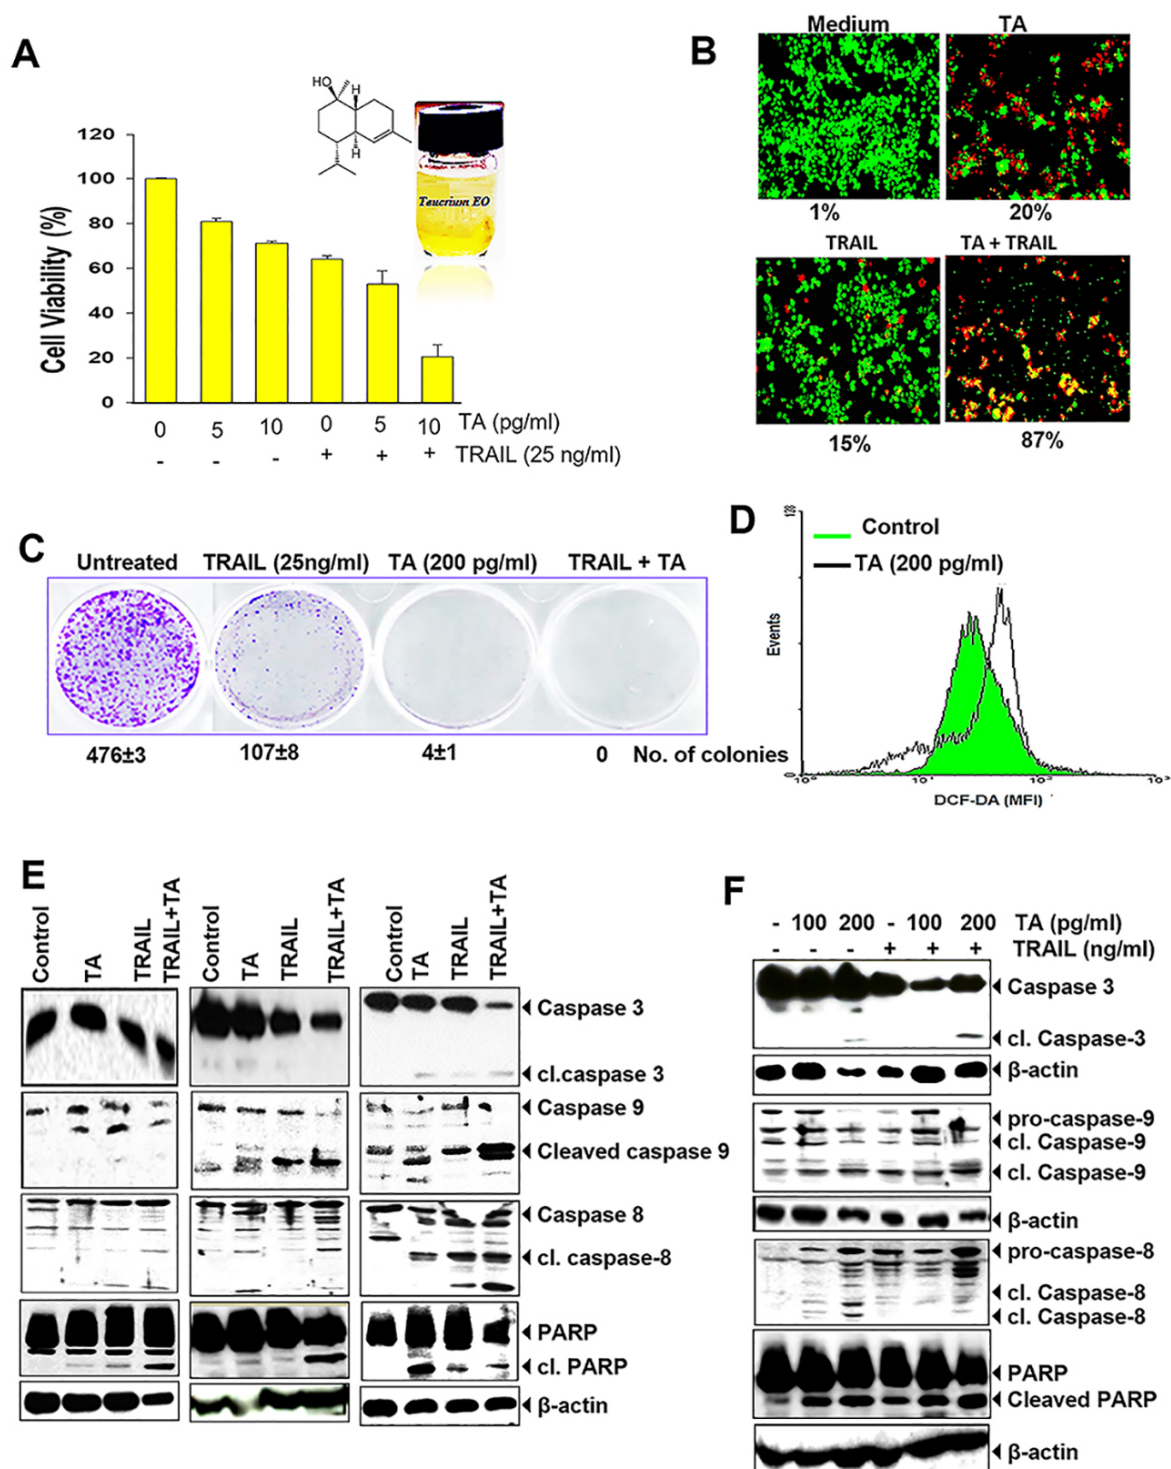 A
HO
H
H
Teucrium EO
120
100
80
60
40
20
0
Cell Viability (%)
0 5 10 0 5 10 TA (pg/ml)
- - - + + + TRAIL (25 ng/ml)
B
Medium TA
1% 20%
TRAIL TA + TRAIL
15% 87%
C
Untreated TRAIL (25ng/ml) TA (200 pg/ml) TRAIL + TA
476±3 107±8 4±1 0 No. of colonies
D
Control
TA (200 pg/ml)
128
0
Events
10⁰ 10¹ 10² 10³
DCF-DA (MFI)
E
Control TA TRAIL TRAIL+TA Control TA TRAIL TRAIL+TA Control TA TRAIL TRAIL+TA
Caspase 3
cl.caspase 3
Caspase 9
Cleaved caspase 9
Caspase 8
cl. caspase-8
PARP
cl. PARP
β-actin
F
- 100 200 - 100 200 TA (pg/ml)
- - - + + + TRAIL (ng/ml)
Caspase 3
cl. Caspase-3
β-actin
pro-caspase-9
cl. Caspase-9
cl. Caspase-9
β-actin
pro-caspase-8
cl. Caspase-8
cl. Caspase-8
PARP
Cleaved PARP
β-actin